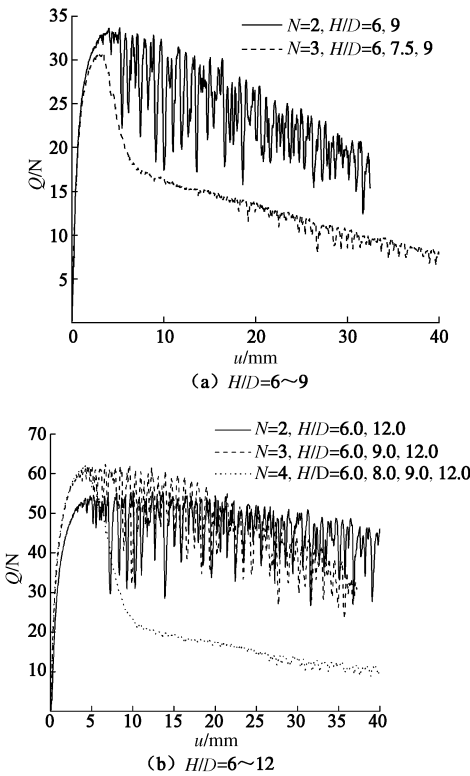 35
30
25
20
15
10
5
Q/N
N=2, H/D=6, 9
N=3, H/D=6, 7.5, 9
0 10 20 30 40
u/mm
(a) H/D=6～9
70
60
50
40
30
20
10
Q/N
N=2, H/D=6.0, 12.0
N=3, H/D=6.0, 9.0, 12.0
N=4, H/D=6.0, 8.0, 9.0, 12.0
0 5 10 15 20 25 30 35 40
u/mm
(b) H/D=6～12